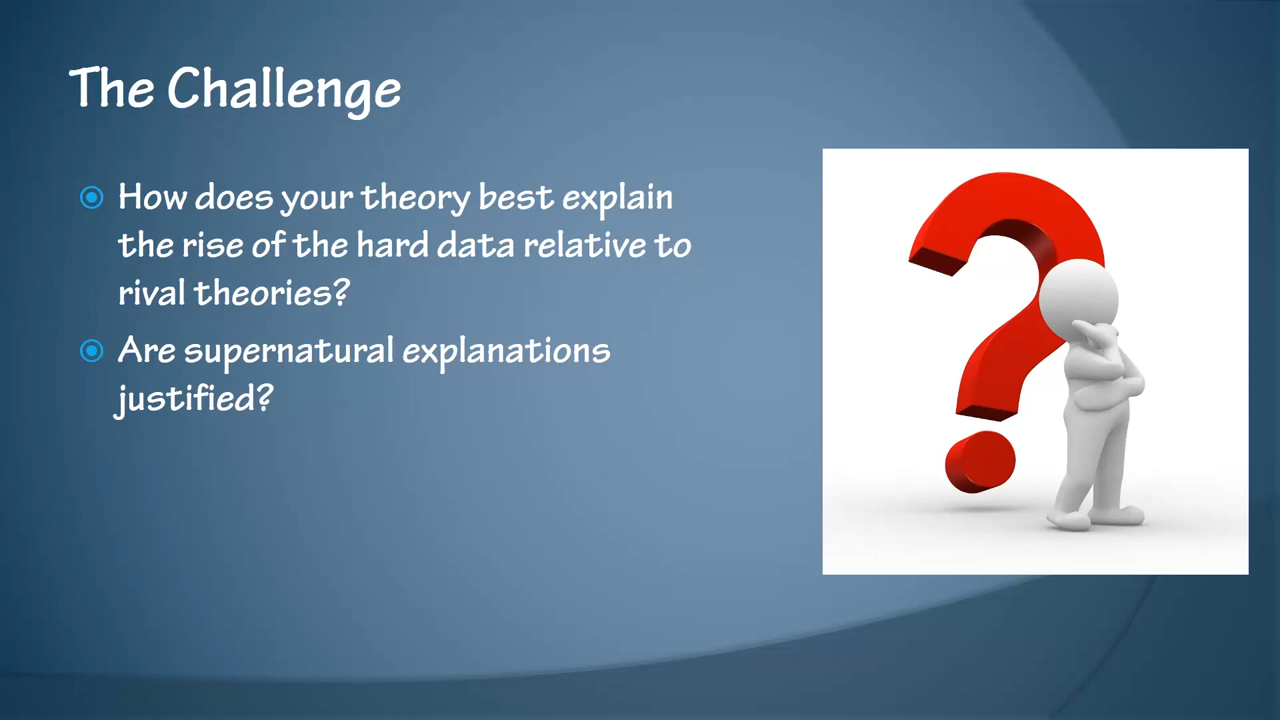 The Challenge
How does your theory best explain
the rise of the hard data relative to
rival theories?
Are supernatural explanations
justified?